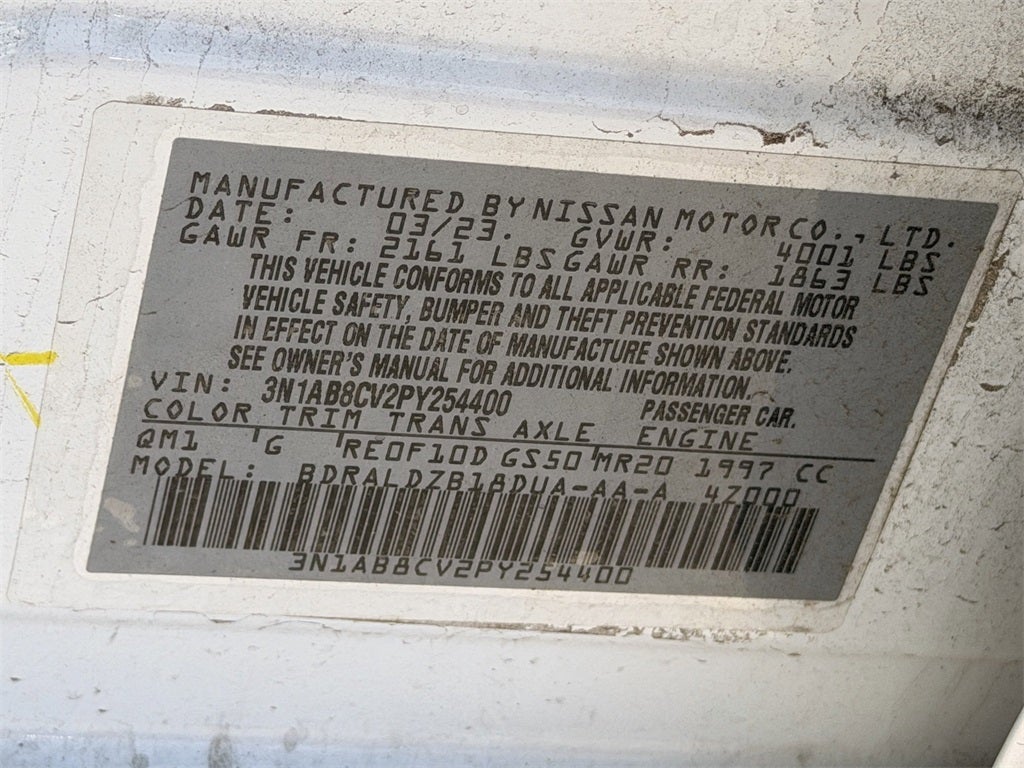 MANUFACTURED BY NISSAN MOTOR CO., LTD.
DATE: 03/23. GVWR: 4001 LBS
GAWR FR: 2161 LBS GAWR RR: 1863 LBS
THIS VEHICLE CONFORMS TO ALL APPLICABLE FEDERAL MOTOR
VEHICLE SAFETY, BUMPER AND THEFT PREVENTION STANDARDS
IN EFFECT ON THE DATE OF MANUFACTURE SHOWN ABOVE.
SEE OWNER'S MANUAL FOR ADDITIONAL INFORMATION.
VIN: 3N1AB8CV2PY254400 PASSENGER CAR.
COLOR TRIM TRANS AXLE ENGINE
QM1 G RE0F10D GS50 MR20 1997 CC
MODEL: BDRALDZB18DUA-AA-A 4Z000
3N1AB8CV2PY254400